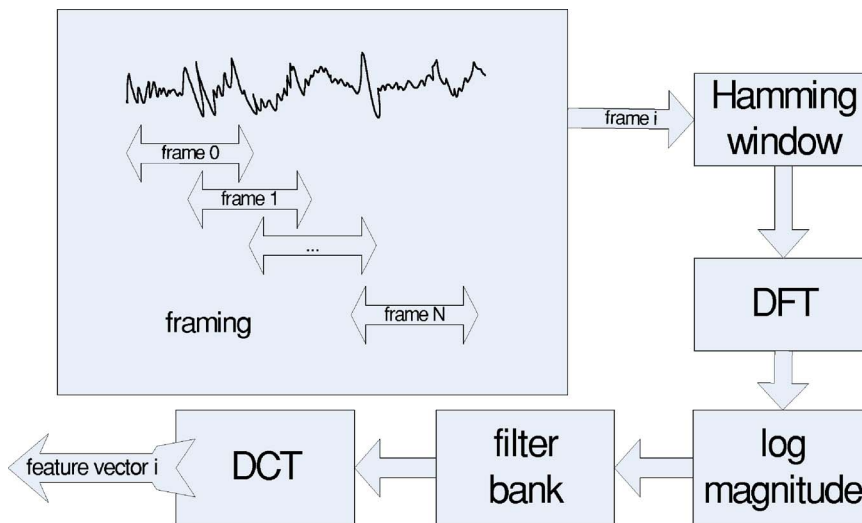 frame 0
frame 1
...
frame N
framing
frame i
Hamming
window
DFT
log
magnitude
filter
bank
DCT
feature vector i